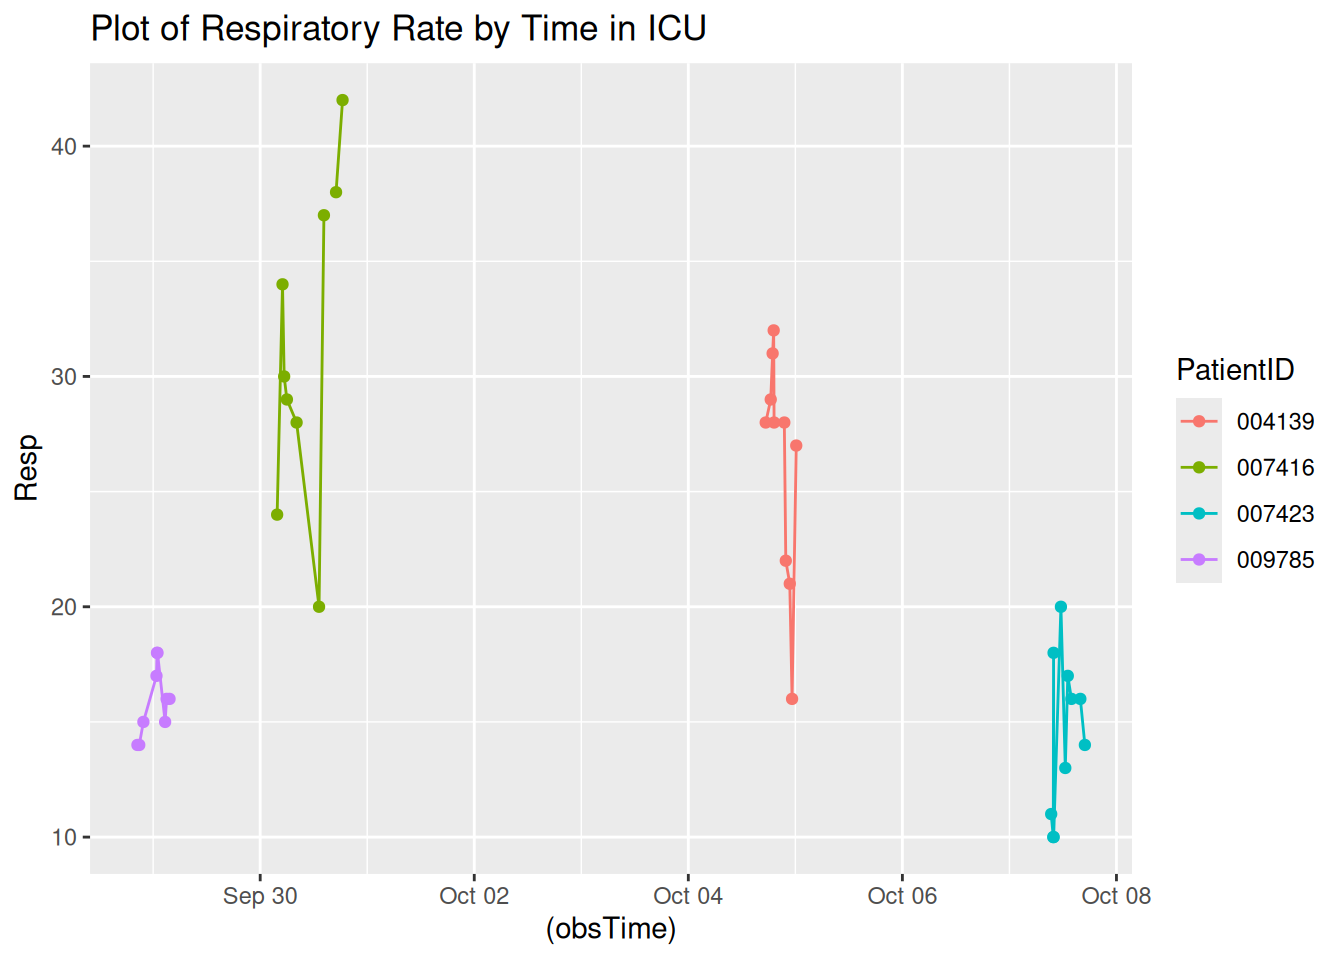 Plot of Respiratory Rate by Time in ICU
40
30
20
10
Resp
Sep 30
Oct 02
Oct 04
Oct 06
Oct 08
(obsTime)
PatientID
004139
007416
007423
009785